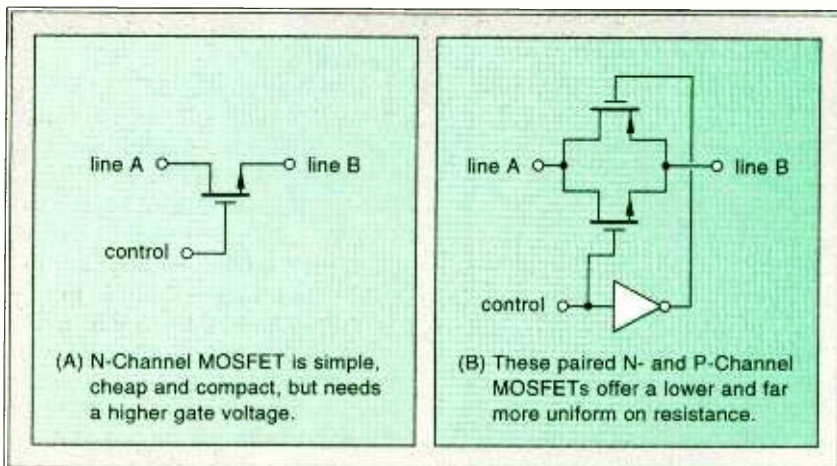 line A
line B
control
(A) N-Channel MOSFET is simple,
cheap and compact, but needs
a higher gate voltage.
line A
line B
control
(B) These paired N- and P-Channel
MOSFETs offer a lower and far
more uniform on resistance.